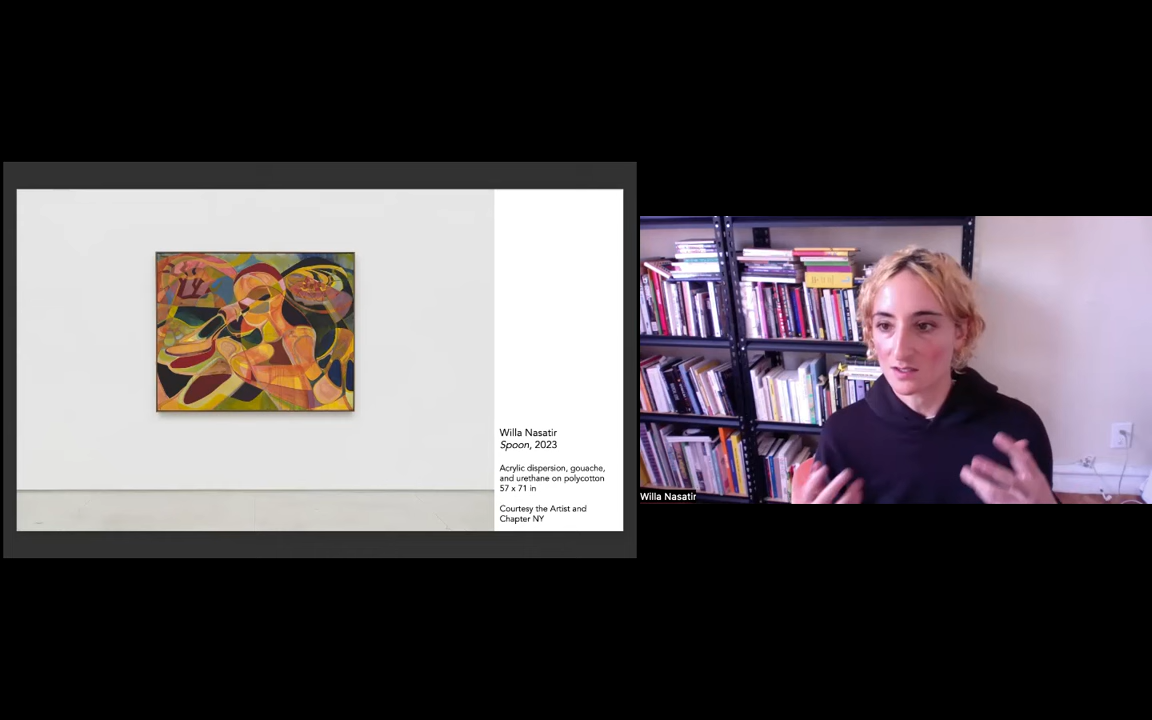 Willa Nasatir
Spoon, 2023
Acrylic dispersion, gouache,
and urethane on polycotton
57 x 71 in
Courtesy the Artist and
Chapter NY
Willa Nasatir